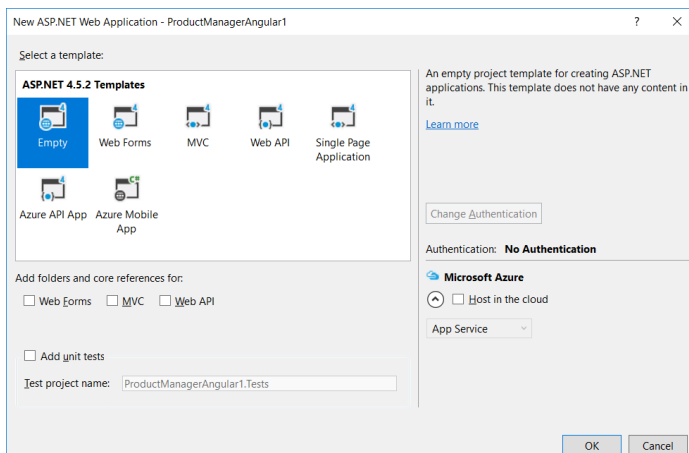 New ASP.NET Web Application - ProductManagerAngular1
Select a template:
ASP.NET 4.5.2 Templates
Empty
Web Forms
MVC
Web API
Single Page
Application
Azure API App
Azure Mobile
App
An empty project template for creating ASP.NET
applications. This template does not have any content in
it.
Learn more
Change Authentication
Authentication: No Authentication
Microsoft Azure
Host in the cloud
App Service
Add folders and core references for:
Web Forms MVC Web API
Add unit tests
Test project name: ProductManagerAngular1.Tests
OK Cancel